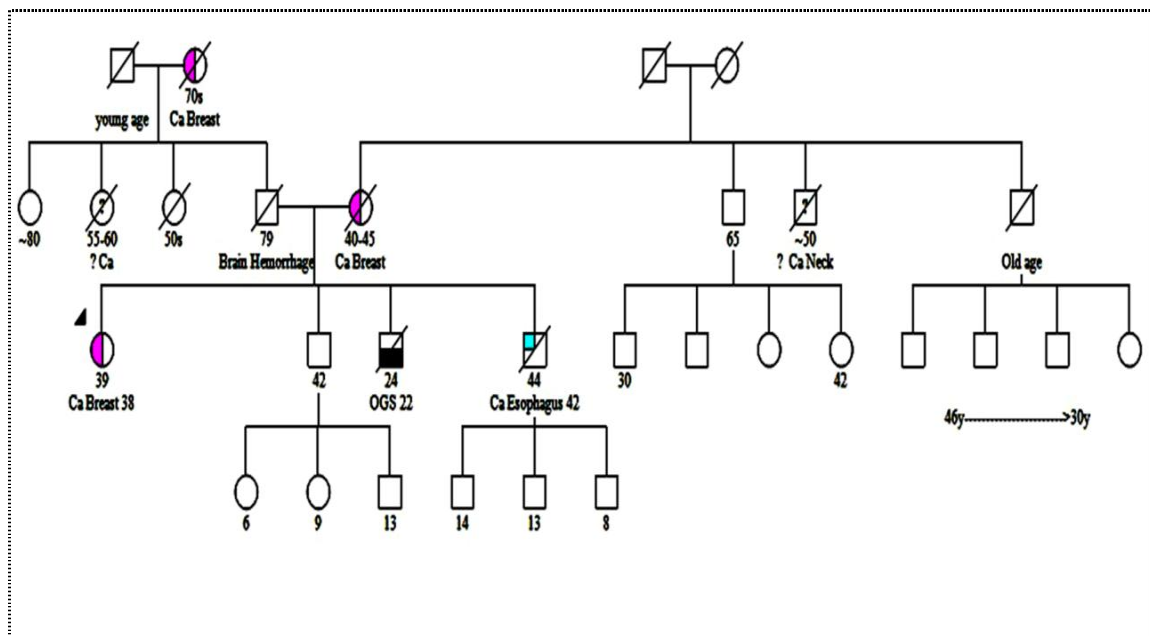 70s
young age Ca Breast
? ?
~80 55-60 50s 79 40-45 65 ~50
? Ca Brain Hemorrhage Ca Breast ? Ca Neck Old age
39 42 24 44 30 42
Ca Breast 38 OGS 22 Ca Esophagus 42
46y------------------->30y
6 9 13 14 13 8